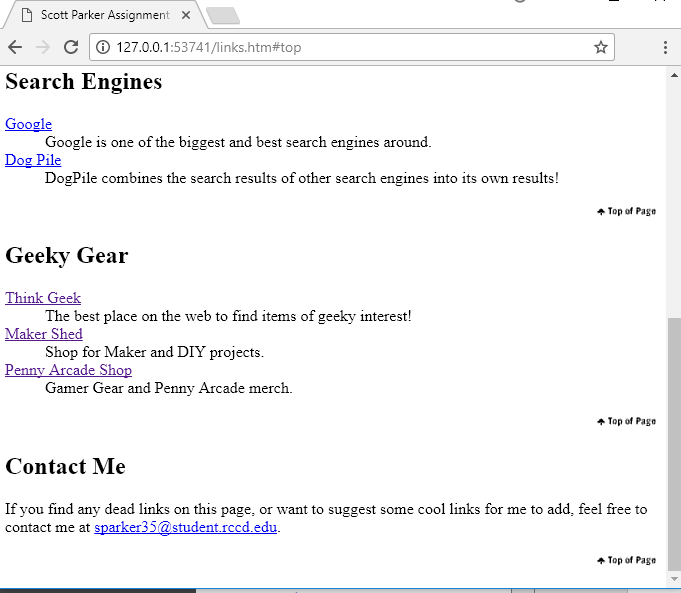 Scott Parker Assignment
127.0.0.1:53741/links.htm#top
Search Engines
Google
Google is one of the biggest and best search engines around.
Dog Pile
DogPile combines the search results of other search engines into its own results!
Top of Page
Geeky Gear
Think Geek
The best place on the web to find items of geeky interest!
Maker Shed
Shop for Maker and DIY projects.
Penny Arcade Shop
Gamer Gear and Penny Arcade merch.
Top of Page
Contact Me
If you find any dead links on this page, or want to suggest some cool links for me to add, feel free to
contact me at sparker35@student.rccd.edu.
Top of Page